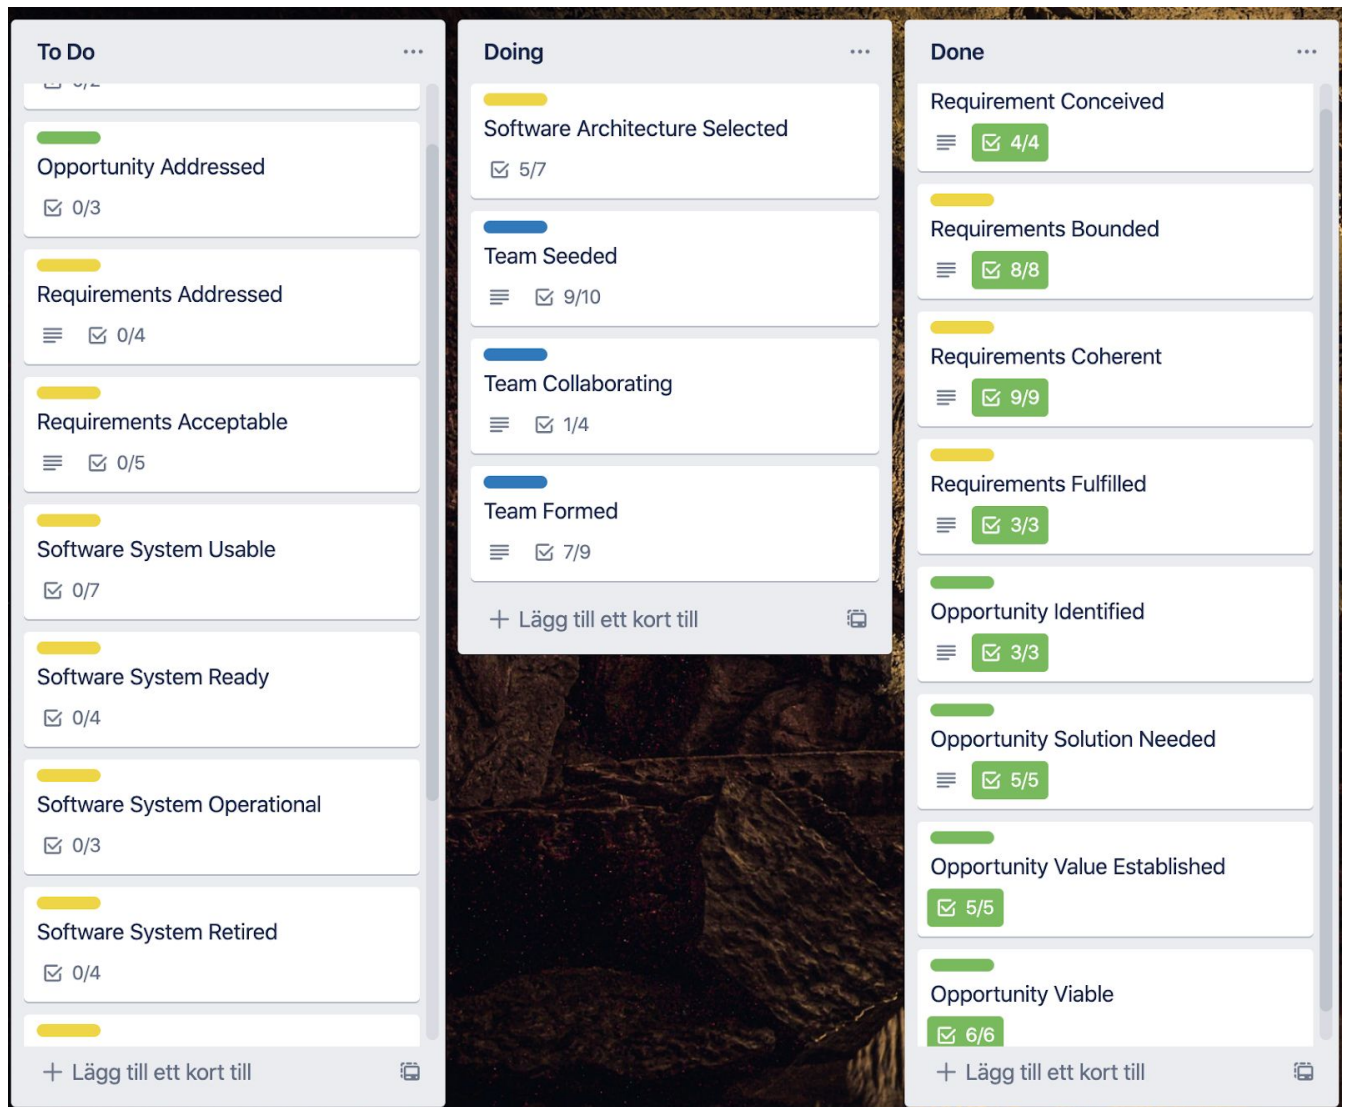 To Do
Opportunity Addressed
0/3
Requirements Addressed
0/4
Requirements Acceptable
0/5
Software System Usable
0/7
Software System Ready
0/4
Software System Operational
0/3
Software System Retired
0/4
+ Lägg till ett kort till
Doing
Software Architecture Selected
5/7
Team Seeded
9/10
Team Collaborating
1/4
Team Formed
7/9
+ Lägg till ett kort till
Done
Requirement Conceived
4/4
Requirements Bounded
8/8
Requirements Coherent
9/9
Requirements Fulfilled
3/3
Opportunity Identified
3/3
Opportunity Solution Needed
5/5
Opportunity Value Established
5/5
Opportunity Viable
6/6
+ Lägg till ett kort till